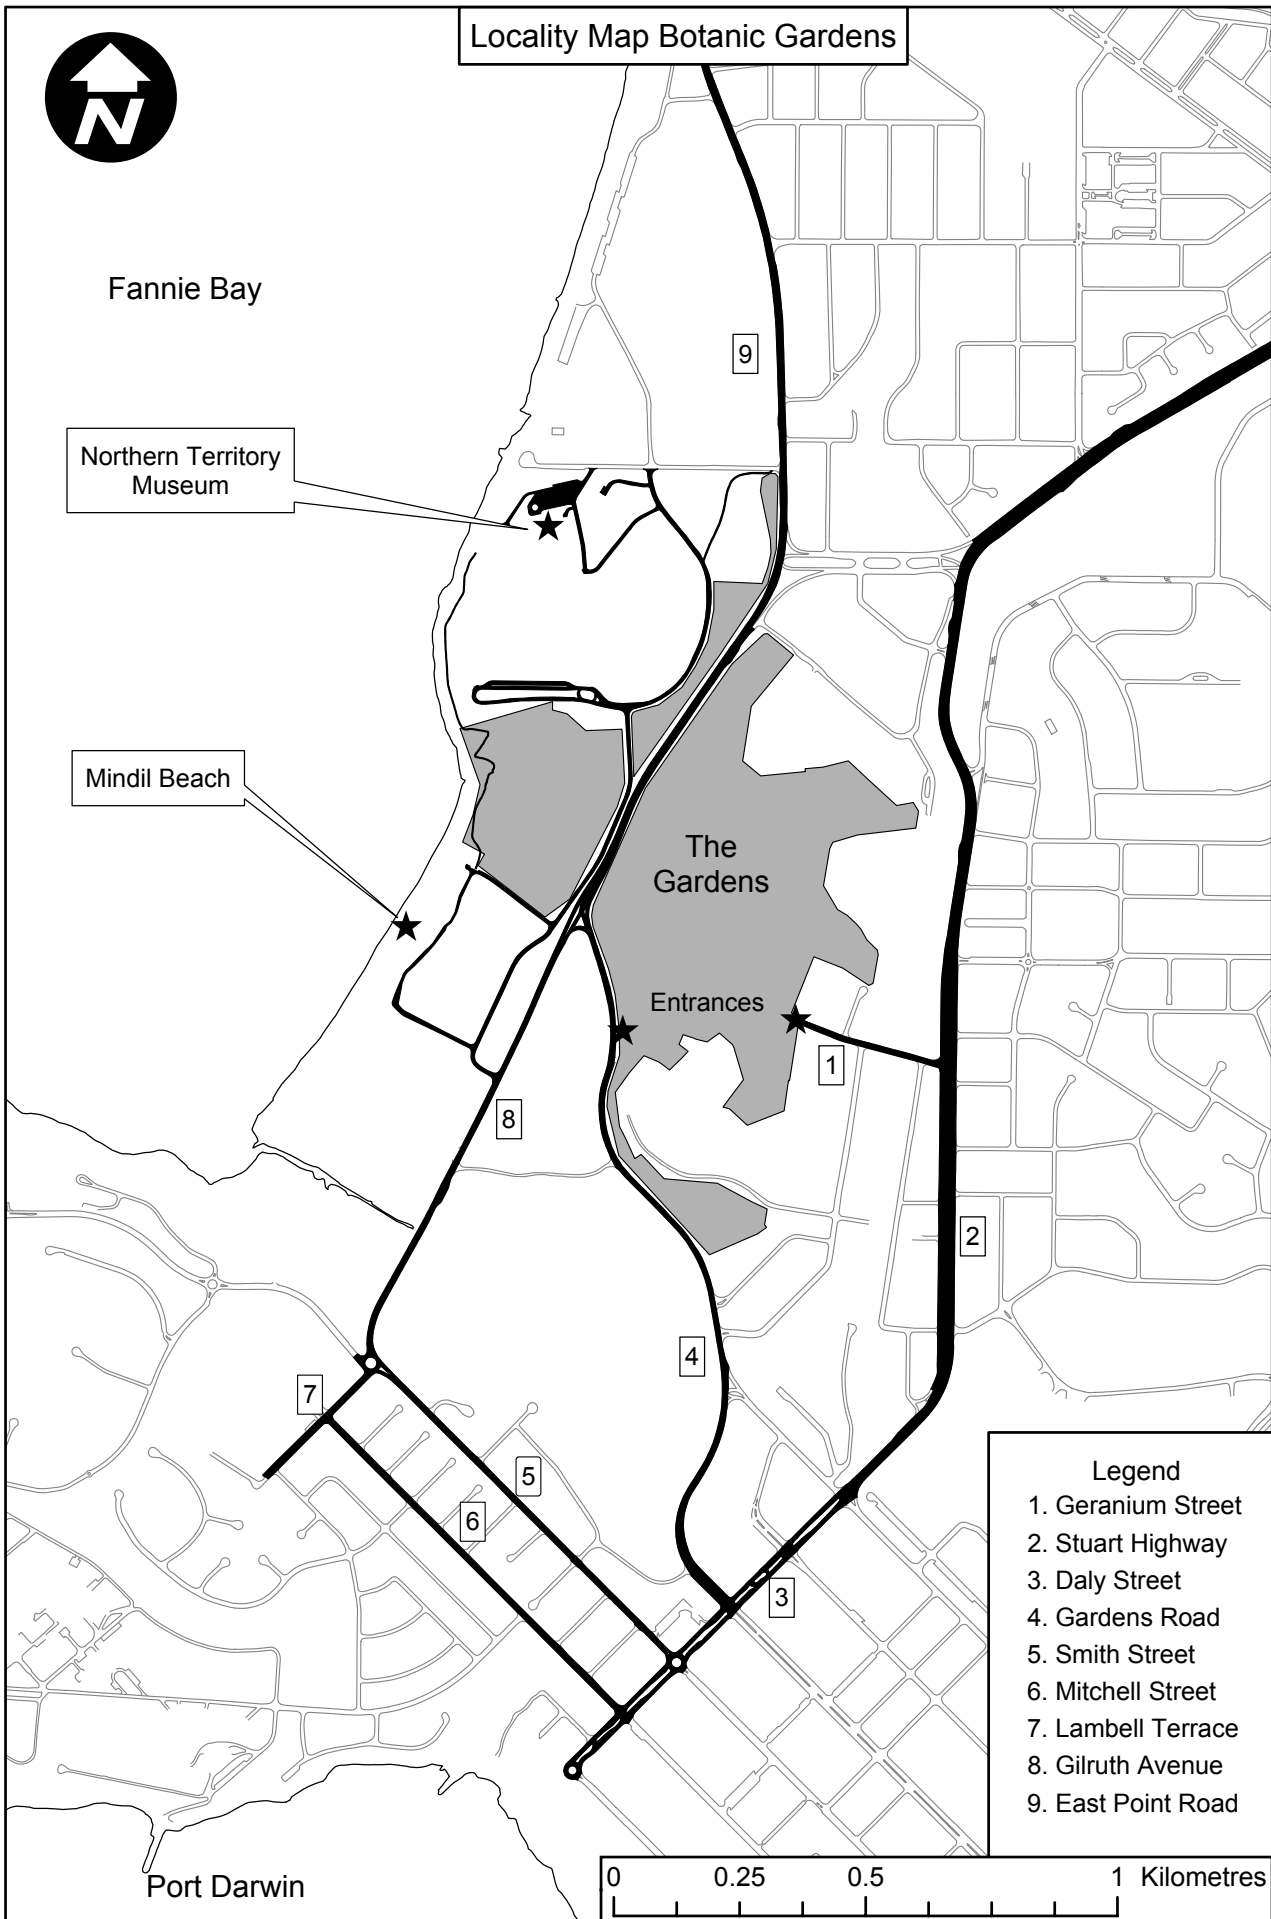 Locality Map Botanic Gardens
N
Fannie Bay
9
Northern Territory
Museum
Mindil Beach
The
Gardens
Entrances
1
8
2
4
7
5
6
3
Legend
1. Geranium Street
2. Stuart Highway
3. Daly Street
4. Gardens Road
5. Smith Street
6. Mitchell Street
7. Lambell Terrace
8. Gilruth Avenue
9. East Point Road
Port Darwin
0 0.25 0.5 1 Kilometres